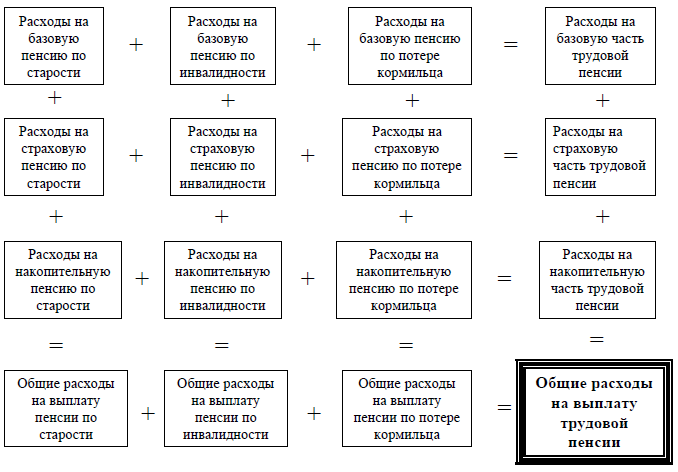 Расходы на
базовую
пенсию по
старости
+
Расходы на
базовую
пенсию по
инвалидности
+
Расходы на
базовую пенсию
по потере
кормильца
=
Расходы на
базовую часть
трудовой
пенсии
+
+
+
+
Расходы на
страховую
пенсию по
старости
+
Расходы на
страховую
пенсию по
инвалидности
+
Расходы на
страховую
пенсию по потере
кормильца
=
Расходы на
страховую
часть трудовой
пенсии
+
+
+
+
Расходы на
накопительную
пенсию по
старости
+
Расходы на
накопительную
пенсию по
инвалидности
+
Расходы на
накопительную
пенсию по потере
кормильца
=
Расходы на
накопительную
часть трудовой
пенсии
=
=
=
=
Общие расходы
на выплату
пенсии по
старости
+
Общие расходы
на выплату
пенсии по
инвалидности
+
Общие расходы
на выплату
пенсии по потере
кормильца
=
Общие расходы
на выплату
трудовой
пенсии